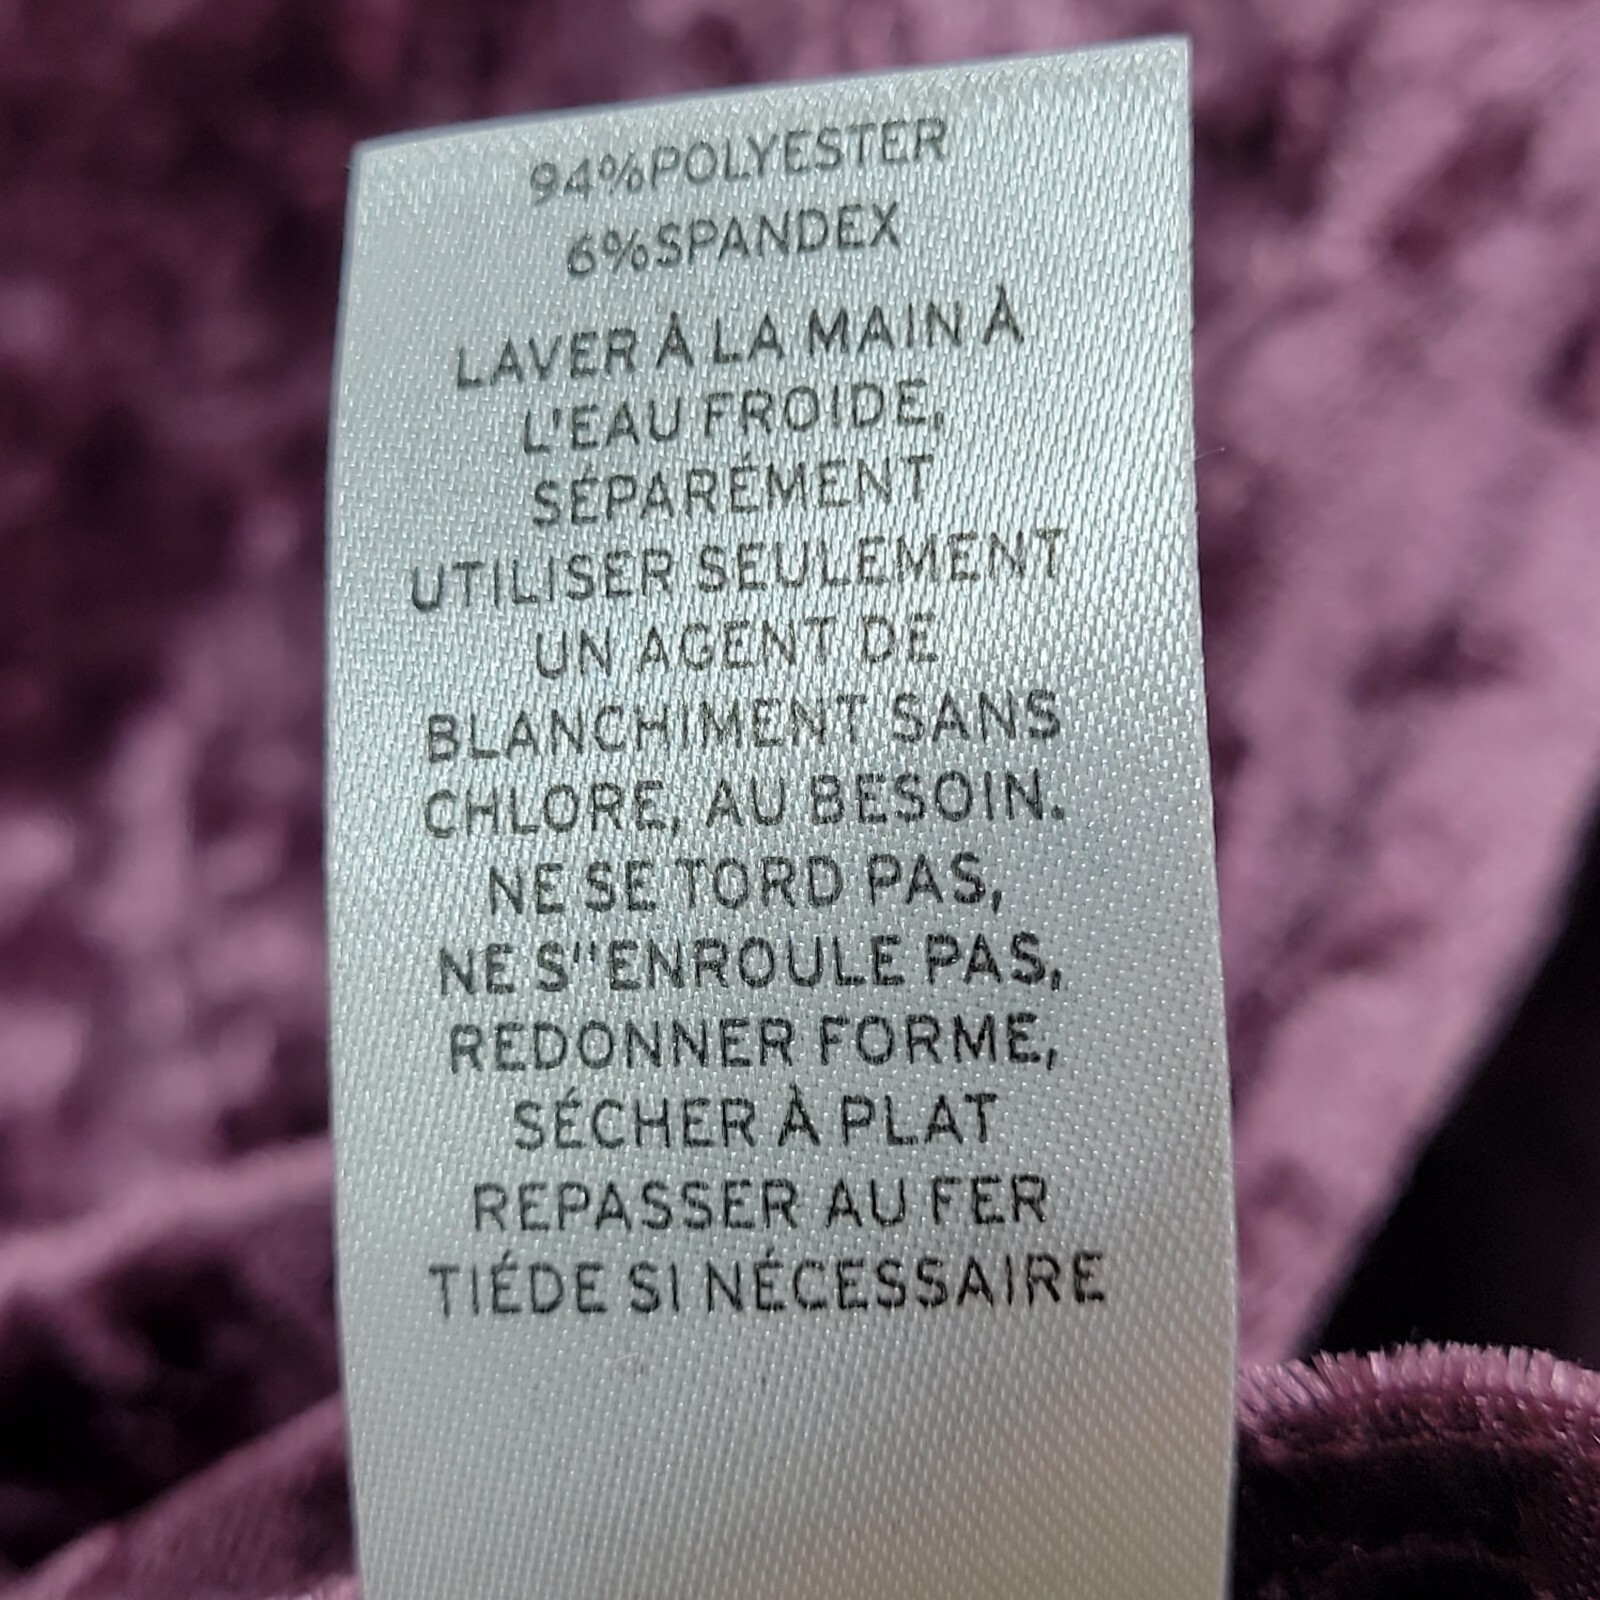 94%POLYESTER
6%SPANDEX
LAVER À LA MAIN À
L'EAU FROIDE,
SÉPARÉMENT
UTILISER SEULEMENT
UN AGENT DE
BLANCHIMENT SANS
CHLORE, AU BESOIN.
NE SE TORD PAS,
NE S''ENROULE PAS,
REDONNER FORME,
SÉCHER À PLAT
REPASSER AU FER
TIÉDE SI NÉCESSAIRE